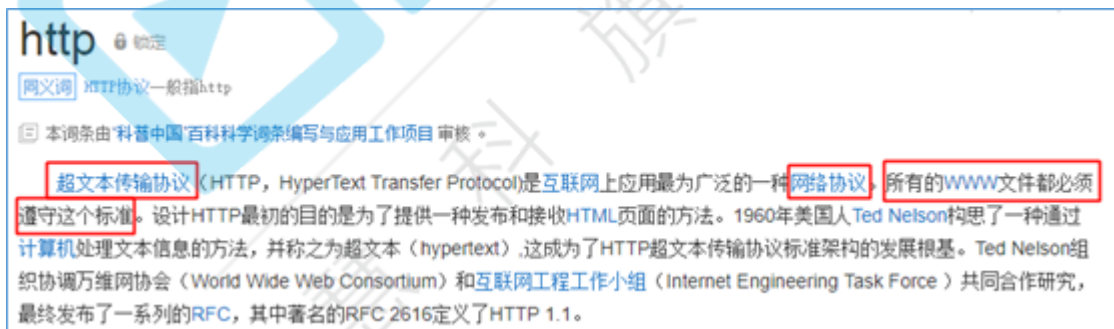 http 锁定
同义词 HTTP协议一般指http
本词条由“科普中国”百科科学词条编写与应用工作项目 审核 。
超文本传输协议（HTTP，HyperText Transfer Protocol)是互联网上应用最为广泛的一种网络协议。所有的WWW文件都必须
遵守这个标准。设计HTTP最初的目的是为了提供一种发布和接收HTML页面的方法。1960年美国人Ted Nelson构思了一种通过
计算机处理文本信息的方法，并称之为超文本（hypertext）,这成为了HTTP超文本传输协议标准架构的发展根基。Ted Nelson组
织协调万维网协会（World Wide Web Consortium）和互联网工程工作小组（Internet Engineering Task Force ）共同合作研究，
最终发布了一系列的RFC，其中著名的RFC 2616定义了HTTP 1.1。
旗
科